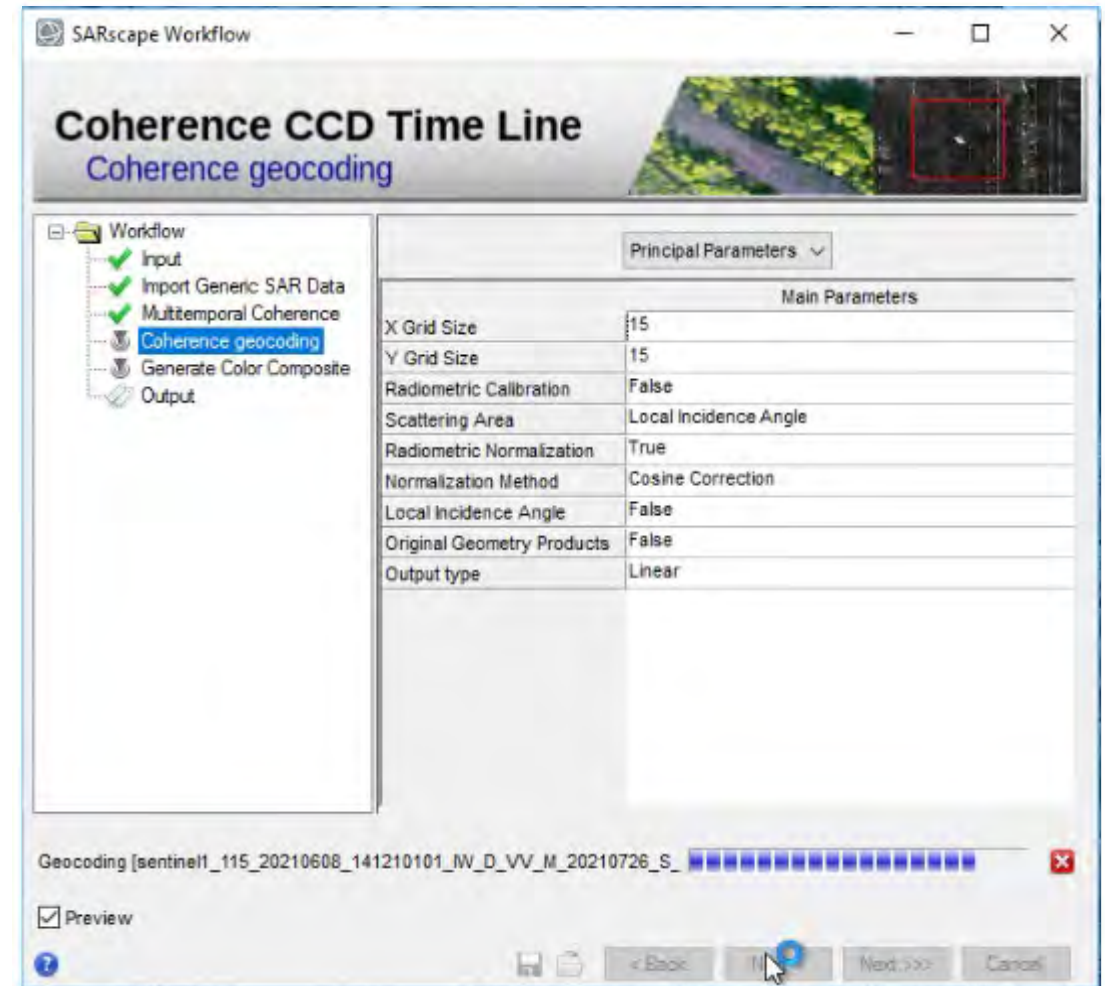 SARscape Workflow
Coherence CCD Time Line
Coherence geocoding
Workflow
Input
Import Generic SAR Data
Multitemporal Coherence
Coherence geocoding
Generate Color Composite
Output
Principal Parameters
Main Parameters
X Grid Size 15
Y Grid Size 15
Radiometric Calibration False
Scattering Area Local Incidence Angle
Radiometric Normalization True
Normalization Method Cosine Correction
Local Incidence Angle False
Original Geometry Products False
Output type Linear
Geocoding [sentinel1_115_20210608_141210101_IW_D_VV_M_20210726_S_
Preview
< Back Next >>> Cancel